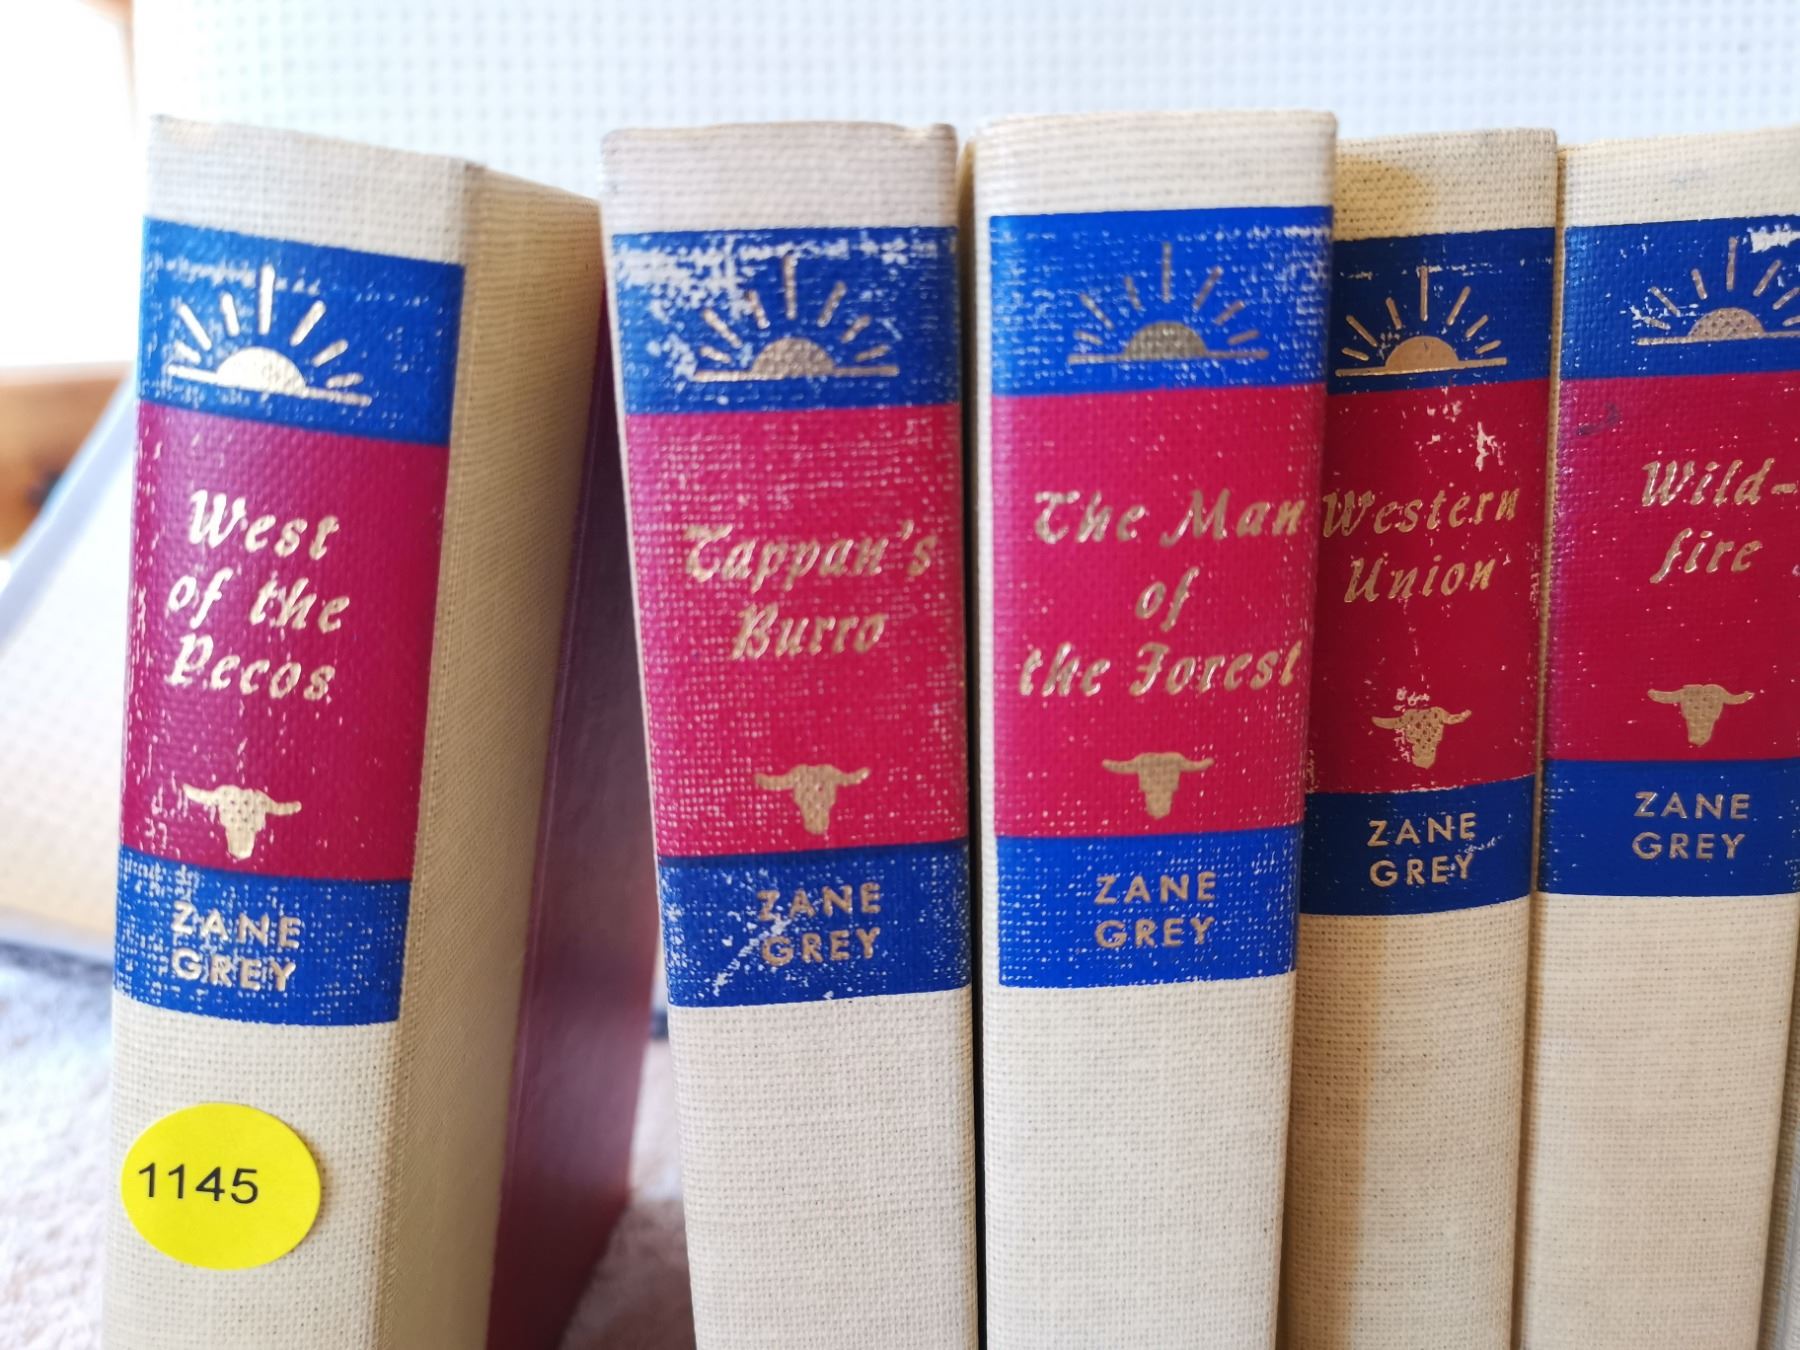 West
of the
Pecos
ZANE
GREY
1145
Tappan's
Burro
ZANE
GREY
The Man
of
the Forest
ZANE
GREY
Western
Union
ZANE
GREY
Wild-
fire
ZANE
GREY